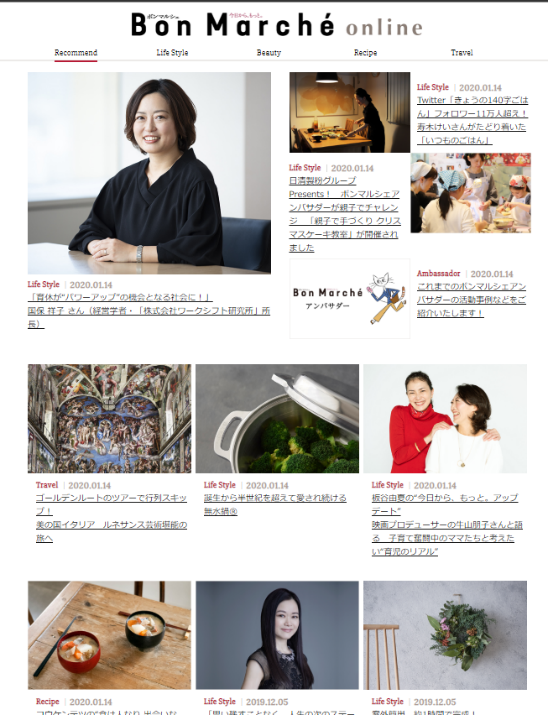 ボンマルシェ
今日から、もっと。
Bon Marché online
Recommend
Life Style
Beauty
Recipe
Travel
Life Style | 2020.01.14
「育休が“パワーアップ”の機会となる社会に！」
国保 祥子 さん（経営学者・「株式会社ワークシフト研究所」所
長）
Life Style | 2020.01.14
日清製粉グループ
Presents！　ボンマルシェア
ンバサダーが親子でチャレン
ジ　「親子で手づくり クリス
マスケーキ教室」が開催され
ました
Life Style | 2020.01.14
Twitter「きょうの140字ごは
ん」フォロワー11万人超え！
寿木けいさんがたどり着いた
「いつものごはん」
Bon Marché
アンバサダー
Ambassador | 2020.01.14
これまでのボンマルシェアン
バサダーの活動事例などをご
紹介いたします！
Travel | 2020.01.14
ゴールデンルートのツアーで行列スキッ
プ！
美の国イタリア　ルネサンス芸術堪能の
旅へ
Life Style | 2020.01.14
誕生から半世紀を超えて愛され続ける
無水鍋®
Life Style | 2020.01.14
板谷由夏の“今日から、もっと。アップ
デート”
映画プロデューサーの牛山朋子さんと語
る　子育て奮闘中のママたちと考えた
い“育児のリアル”
Recipe | 2020.01.14
Life Style | 2019.12.05
Life Style | 2019.12.05